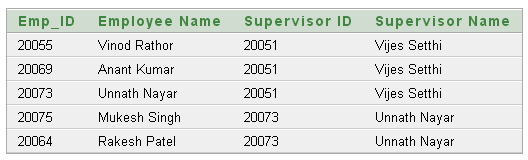 Emp_ID Employee Name Supervisor ID Supervisor Name
20055 Vinod Rathor 20051 Vijes Setthi
20069 Anant Kumar 20051 Vijes Setthi
20073 Unnath Nayar 20051 Vijes Setthi
20075 Mukesh Singh 20073 Unnath Nayar
20064 Rakesh Patel 20073 Unnath Nayar